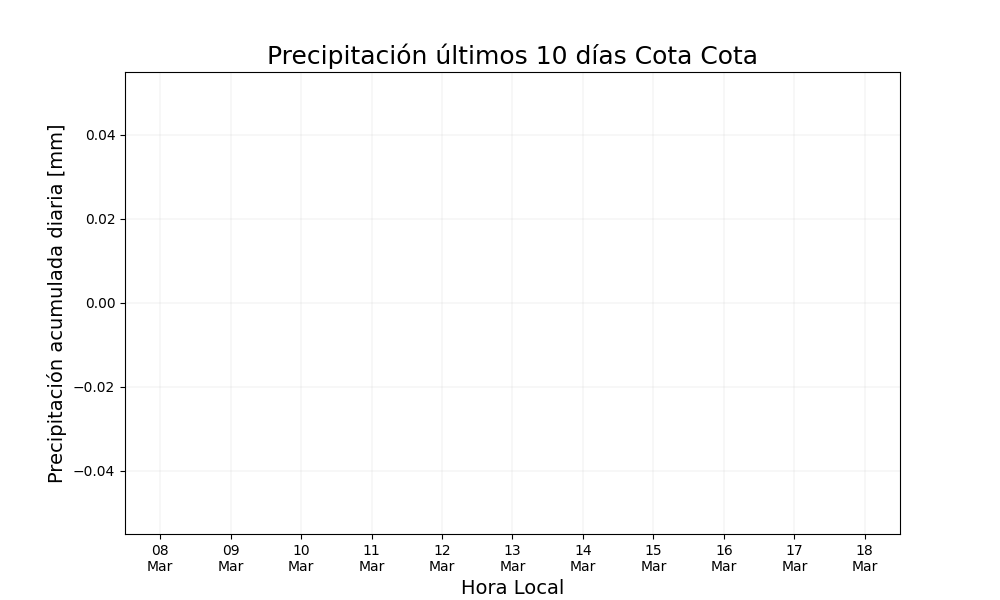 Precipitación últimos 10 días Cota Cota
Precipitación acumulada diaria [mm]
0.04
0.02
0.00
−0.02
−0.04
08 09 10 11 12 13 14 15 16 17 18
Mar Mar Mar Mar Mar Mar Mar Mar Mar Mar Mar
Hora Local